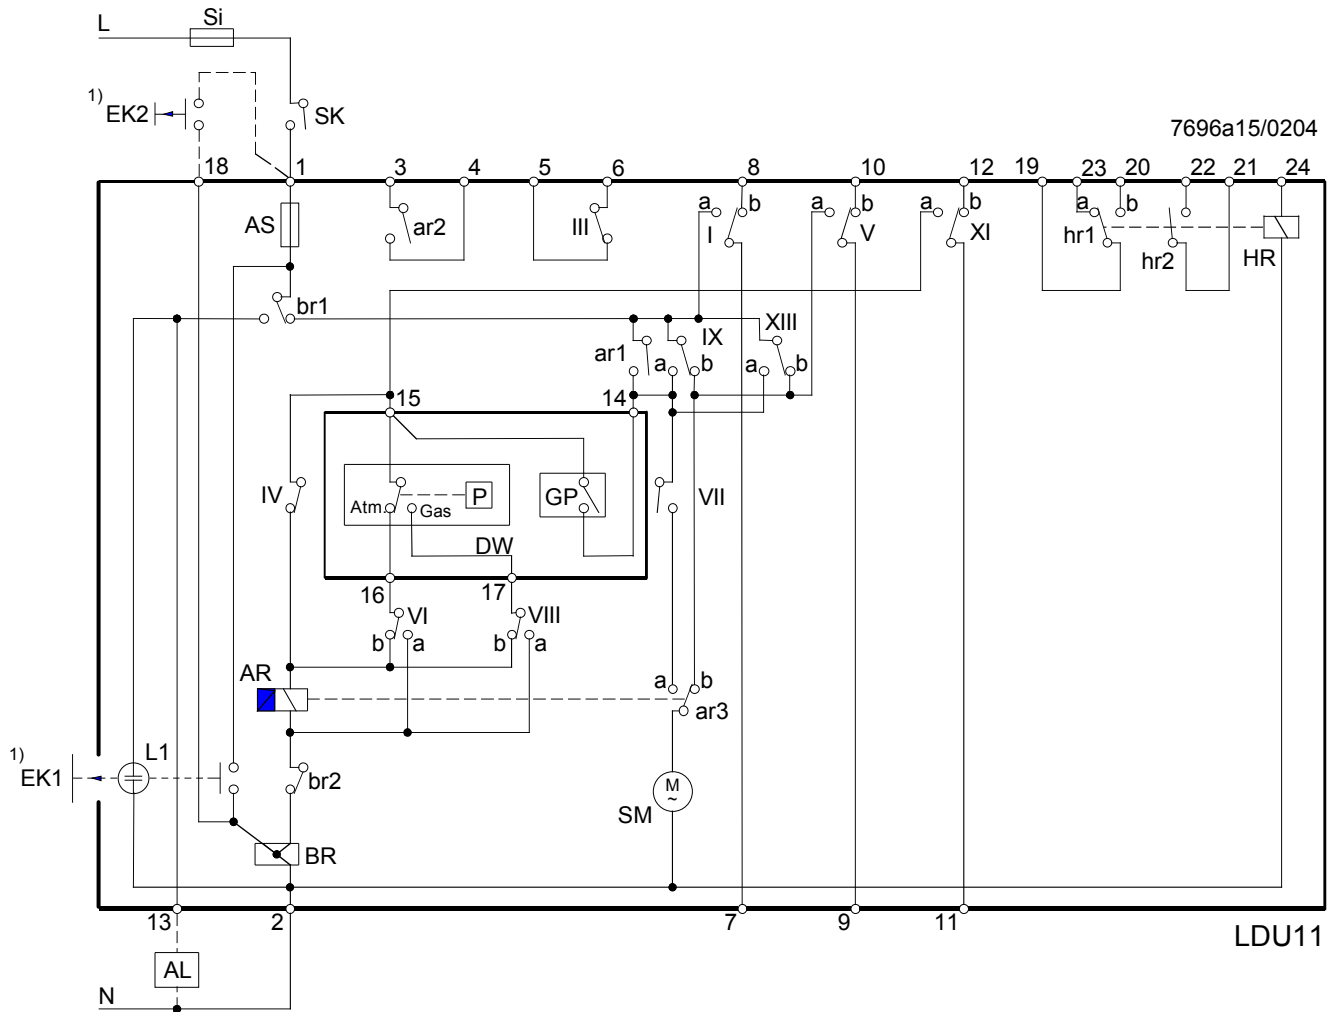 L
Si
1)
EK2
SK
7696a15/0204
18
1
3
4
5
6
8
10
12
19
23
20
22
21
24
AS
ar2
III
a
b
I
a
b
V
a
b
XI
a
b
hr1
hr2
HR
br1
XIII
IX
ar1
a
b
a
b
15
14
IV
Atm.
Gas
P
GP
VII
DW
16
17
VI
VIII
b
a
b
a
AR
a
b
ar3
1)
EK1
L1
br2
M
~
SM
BR
13
2
7
9
11
LDU11
AL
N